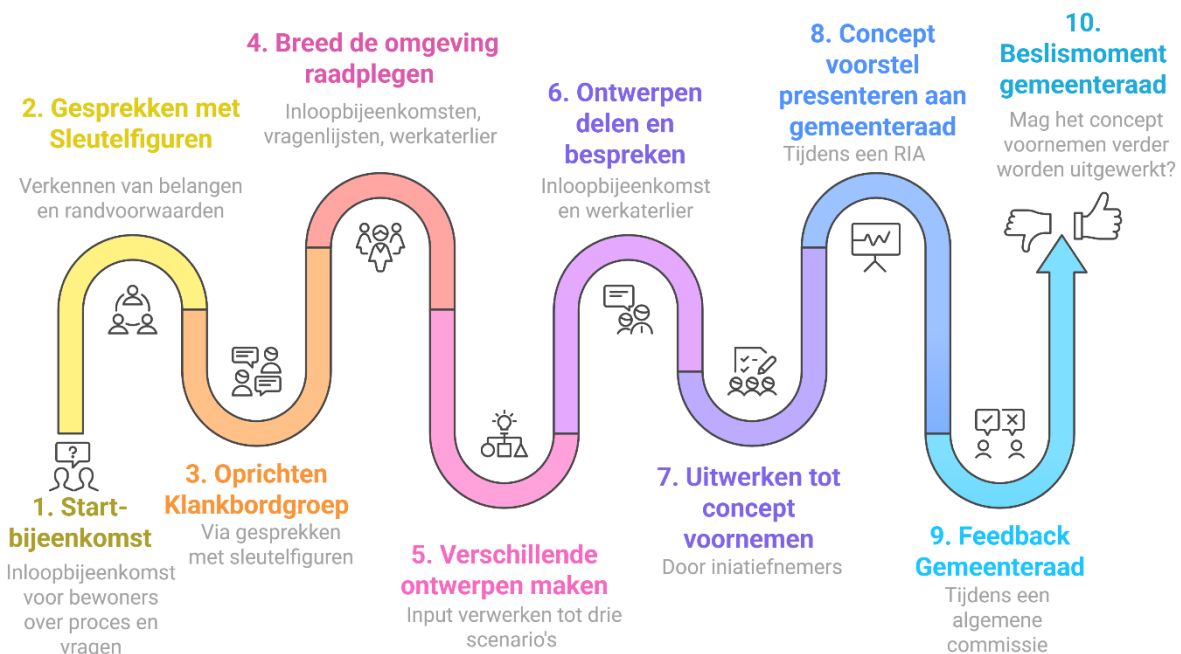 1. Start-
bijeenkomst
Inloopbijeenkomst
voor bewoners
over proces en
vragen
2. Gesprekken met
Sleutelfiguren
Verkennen van belangen
en randvoorwaarden
3. Oprichten
Klankbordgroep
Via gesprekken
met sleutelfiguren
4. Breed de omgeving
raadplegen
Inloopbijeenkomsten,
vragenlijsten, werkaterlier
5. Verschillende
ontwerpen maken
Input verwerken tot drie
scenario's
6. Ontwerpen
delen en
bespreken
Inloopbijeenkomst
en werkaterlier
7. Uitwerken tot
concept
voornemen
Door iniatiefnemers
8. Concept
voorstel
presenteren aan
gemeenteraad
Tijdens een RIA
9. Feedback
Gemeenteraad
Tijdens een
algemene
commissie
10.
Beslismoment
gemeenteraad
Mag het concept
voornemen verder
worden uitgewerkt?